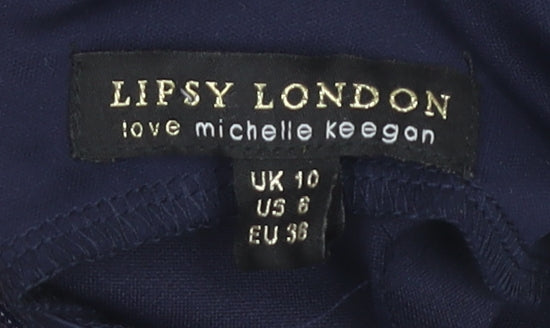 LIPSY LONDON
love michelle keegan
UK 10
US 6
EU 38